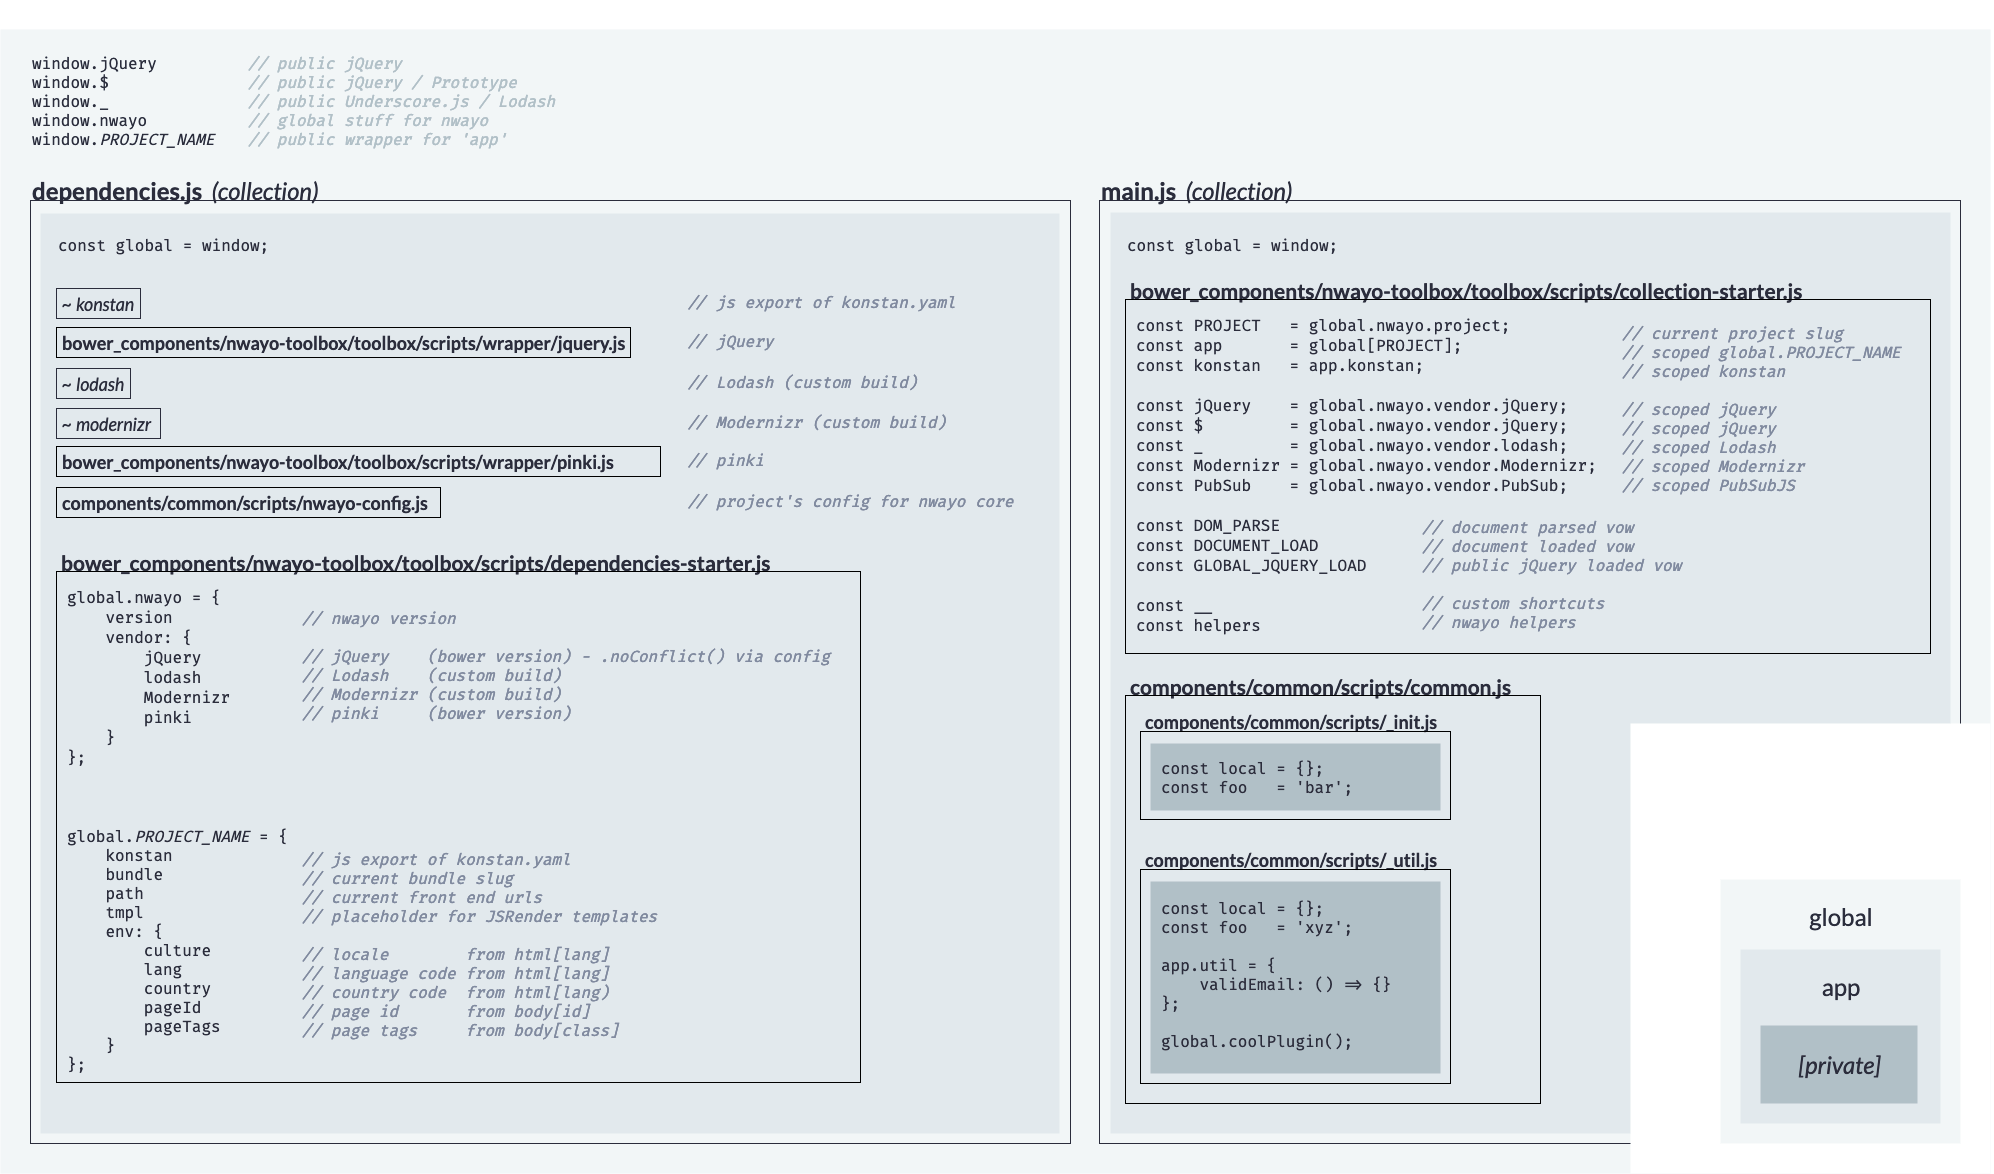 window.jQuery // public jQuery
window.$ // public jQuery / Prototype
window._ // public Underscore.js / Lodash
window.nwayo // global stuff for nwayo
window.PROJECT_NAME // public wrapper for 'app'
dependencies.js (collection)
const global = window;
~ konstan // js export of konstan.yaml
bower_components/nwayo-toolbox/toolbox/scripts/wrapper/jquery.js // jQuery
~ lodash // Lodash (custom build)
~ modernizr // Modernizr (custom build)
bower_components/nwayo-toolbox/toolbox/scripts/wrapper/pinki.js // pinki
components/common/scripts/nwayo-config.js // project's config for nwayo core
bower_components/nwayo-toolbox/toolbox/scripts/dependencies-starter.js
global.nwayo = {
    version // nwayo version
    vendor: {
        jQuery // jQuery    (bower version) - .noConflict() via config
        lodash // Lodash    (custom build)
        Modernizr // Modernizr (custom build)
        pinki // pinki     (bower version)
    }
};
global.PROJECT_NAME = {
    konstan // js export of konstan.yaml
    bundle // current bundle slug
    path // current front end urls
    tmpl // placeholder for JSRender templates
    env: {
        culture // locale        from html[lang]
        lang // language code from html[lang]
        country // country code  from html[lang)
        pageId // page id       from body[id]
        pageTags // page tags     from body[class]
    }
};
main.js (collection)
const global = window;
bower_components/nwayo-toolbox/toolbox/scripts/collection-starter.js
const PROJECT   = global.nwayo.project; // current project slug
const app       = global[PROJECT]; // scoped global.PROJECT_NAME
const konstan   = app.konstan; // scoped konstan
const jQuery    = global.nwayo.vendor.jQuery; // scoped jQuery
const $         = global.nwayo.vendor.jQuery; // scoped jQuery
const _         = global.nwayo.vendor.lodash; // scoped Lodash
const Modernizr = global.nwayo.vendor.Modernizr; // scoped Modernizr
const PubSub    = global.nwayo.vendor.PubSub; // scoped PubSubJS
const DOM_PARSE // document parsed vow
const DOCUMENT_LOAD // document loaded vow
const GLOBAL_JQUERY_LOAD // public jQuery loaded vow
const __ // custom shortcuts
const helpers // nwayo helpers
components/common/scripts/common.js
components/common/scripts/_init.js
const local = {};
const foo   = 'bar';
components/common/scripts/_util.js
const local = {};
const foo   = 'xyz';
app.util = {
    validEmail: () => {}
};
global.coolPlugin();
global
app
[private]